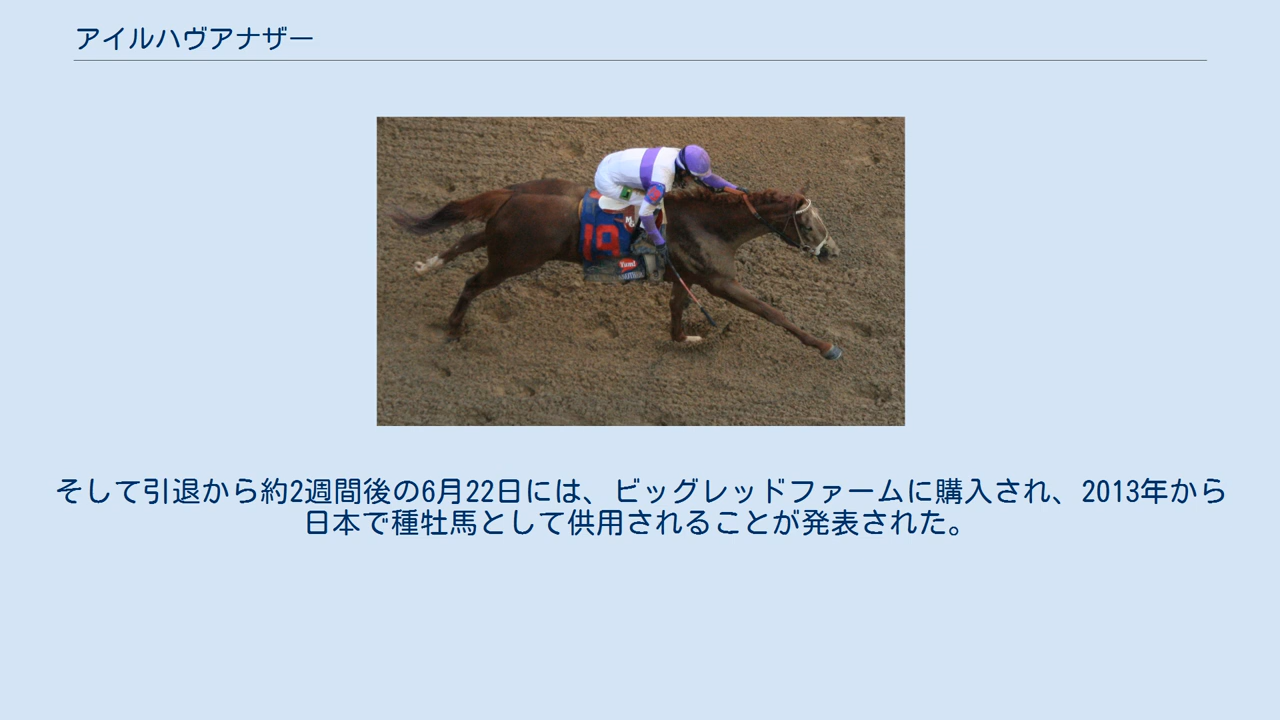 アイルハヴアナザー
19
Yum!
そして引退から約2週間後の6月22日には、ビッグレッドファームに購入され、2013年から
日本で種牡馬として供用されることが発表された。